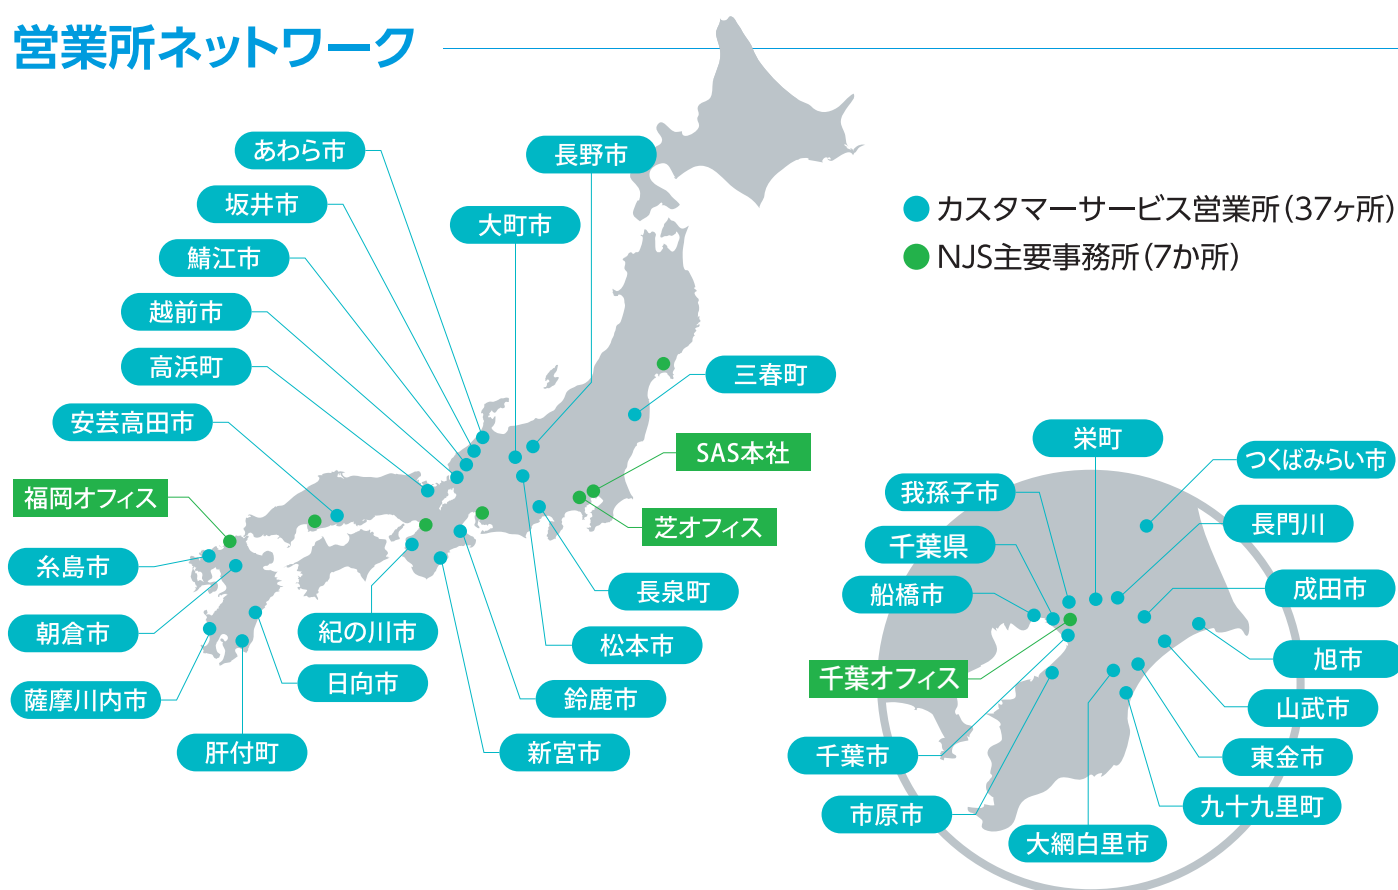 営業所ネットワーク
カスタマーサービス営業所（37ヶ所）
NJS主要事務所（7か所）
あわら市
坂井市
鯖江市
越前市
高浜町
安芸高田市
福岡オフィス
糸島市
朝倉市
薩摩川内市
肝付町
日向市
紀の川市
長野市
大町市
三春町
SAS本社
芝オフィス
長泉町
松本市
鈴鹿市
新宮市
栄町
つくばみらい市
我孫子市
長門川
千葉県
成田市
船橋市
旭市
千葉オフィス
山武市
千葉市
東金市
市原市
九十九里町
大網白里市